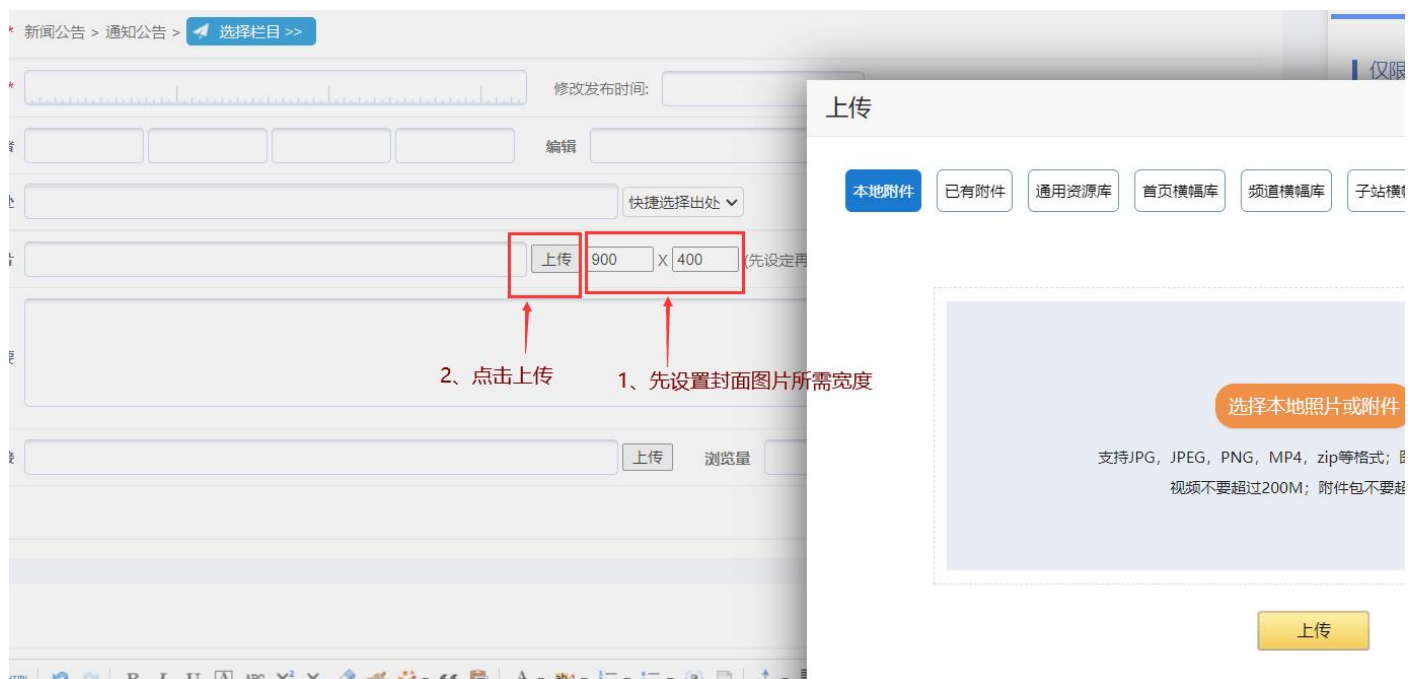 * 新闻公告 > 通知公告 > 选择栏目 >>
仅限
* 修改发布时间:
上传
编辑
本地附件 已有附件 通用资源库 首页横幅库 频道横幅库 子站横
快捷选择出处
上传 900 X 400 (先设定再
2、点击上传 1、先设置封面图片所需宽度
选择本地照片或附件
上传 浏览量
支持JPG，JPEG，PNG，MP4，zip等格式；
视频不要超过200M；附件包不要超
上传
B I U A ABC X² X A